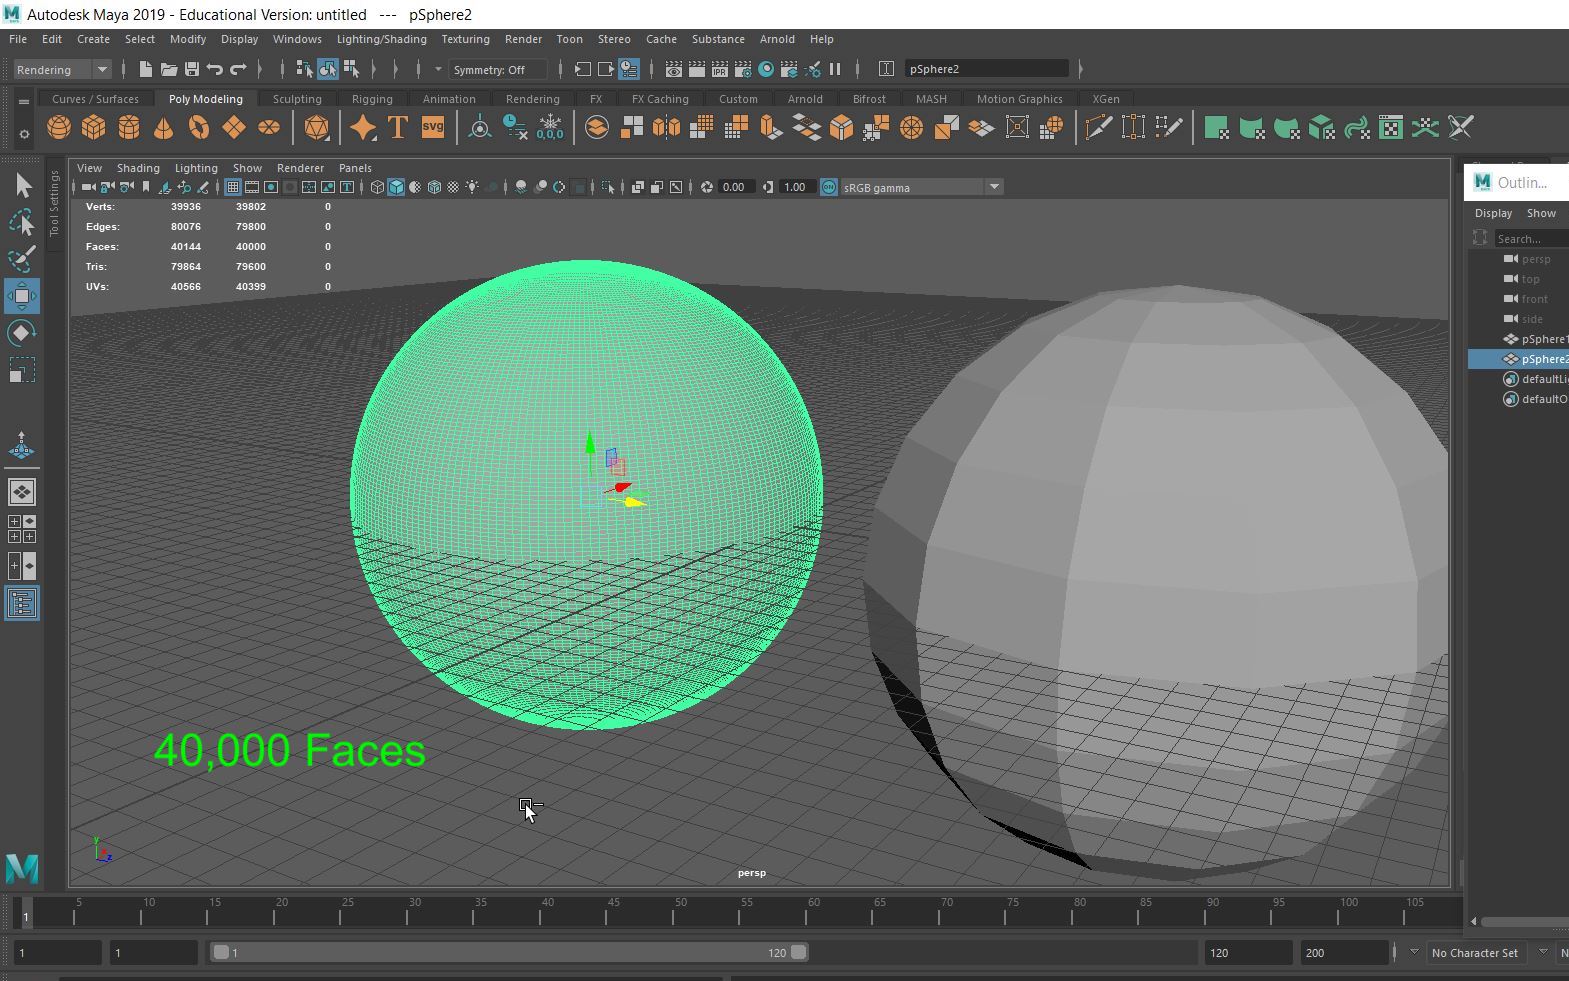 Autodesk Maya 2019 - Educational Version: untitled --- pSphere2
File Edit Create Select Modify Display Windows Lighting/Shading Texturing Render Toon Stereo Cache Substance Arnold Help
Rendering Symmetry: Off IPR pSphere2
Curves / Surfaces Poly Modeling Sculpting Rigging Animation Rendering FX FX Caching Custom Arnold Bifrost MASH Motion Graphics XGen
T SVG 0,0,0
View Shading Lighting Show Renderer Panels
0.00 1.00 ON sRGB gamma
Tool Settings
Verts: 39936 39802 0
Edges: 80076 79800 0
Faces: 40144 40000 0
Tris: 79864 79600 0
UVs: 40566 40399 0
Outlin...
Display Show
Search...
persp
top
front
side
pSphere1
pSphere2
defaultLi
defaultO
40,000 Faces
y x z
persp
1 5 10 15 20 25 30 35 40 45 50 55 60 65 70 75 80 85 90 95 100 105
1 1 1 120 120 200 No Character Set N